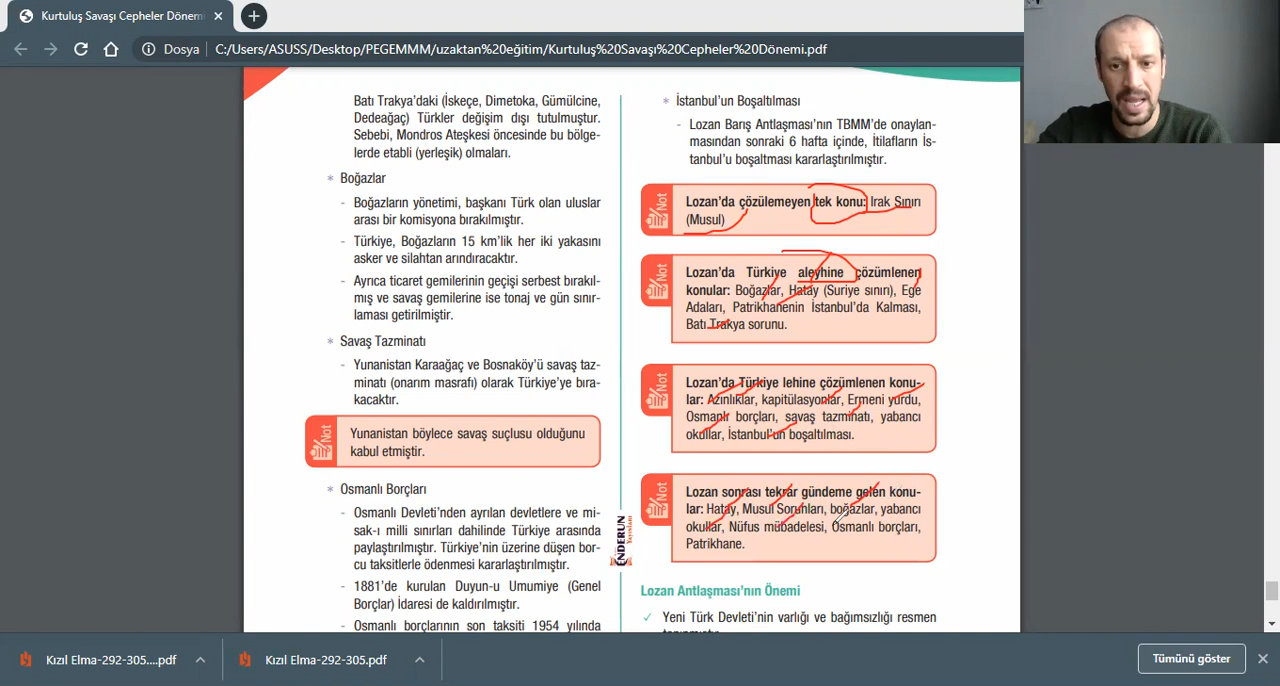 Kurtuluş Savaşı Cepheler Dönemi
Dosya
C:/Users/ASUSS/Desktop/PEGEMMM/uzaktan%20eğitim/Kurtuluş%20Savaşı%20Cepheler%20Dönemi.pdf
Batı Trakya’daki (İskeçe, Dimetoka, Gümülcine,
Dedeağaç) Türkler değişim dışı tutulmuştur.
Sebebi, Mondros Ateşkesi öncesinde bu bölge-
lerde etabli (yerleşik) olmaları.
* Boğazlar
- Boğazların yönetimi, başkanı Türk olan uluslar
arası bir komisyona bırakılmıştır.
- Türkiye, Boğazların 15 km’lik her iki yakasını
asker ve silahtan arındıracaktır.
- Ayrıca ticaret gemilerinin geçişi serbest bırakıl-
mış ve savaş gemilerine ise tonaj ve gün sınır-
laması getirilmiştir.
* Savaş Tazminatı
- Yunanistan Karaağaç ve Bosnaköy’ü savaş taz-
minatı (onarım masrafı) olarak Türkiye’ye bıra-
kacaktır.
Not
Yunanistan böylece savaş suçlusu olduğunu
kabul etmiştir.
* Osmanlı Borçları
- Osmanlı Devleti’nden ayrılan devletlere ve mi-
sak-ı milli sınırları dahilinde Türkiye arasında
paylaştırılmıştır. Türkiye’nin üzerine düşen bor-
cu taksitlerle ödenmesi kararlaştırılmıştır.
- 1881’de kurulan Duyun-u Umumiye (Genel
Borçlar) İdaresi de kaldırılmıştır.
- Osmanlı borçlarının son taksiti 1954 yılında
ENDERUN
Yayınları
* İstanbul’un Boşaltılması
- Lozan Barış Antlaşması’nın TBMM’de onaylan-
masından sonraki 6 hafta içinde, İtilafların İs-
tanbul’u boşaltması kararlaştırılmıştır.
Not
Lozan’da çözülemeyen tek konu: Irak Sınırı
(Musul)
Not
Lozan’da Türkiye aleyhine çözümlenen
konular: Boğazlar, Hatay (Suriye sınırı), Ege
Adaları, Patrikhanenin İstanbul’da Kalması,
Batı Trakya sorunu.
Not
Lozan’da Türkiye lehine çözümlenen konu-
lar: Azınlıklar, kapitülasyonlar, Ermeni yurdu,
Osmanlı borçları, savaş tazminatı, yabancı
okullar, İstanbul’un boşaltılması.
Not
Lozan sonrası tekrar gündeme gelen konu-
lar: Hatay, Musul Sorunları, boğazlar, yabancı
okullar, Nüfus mübadelesi, Osmanlı borçları,
Patrikhane.
Lozan Antlaşması’nın Önemi
✓ Yeni Türk Devleti’nin varlığı ve bağımsızlığı resmen
Kızıl Elma-292-305....pdf
Kızıl Elma-292-305.pdf
Tümünü göster